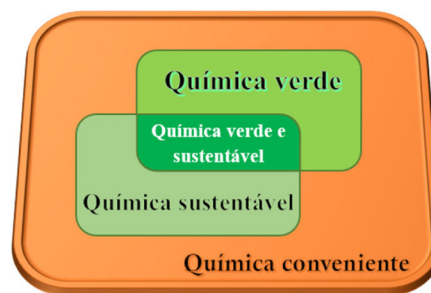 Química verde
Química verde e
sustentável
Química sustentável
Química conveniente